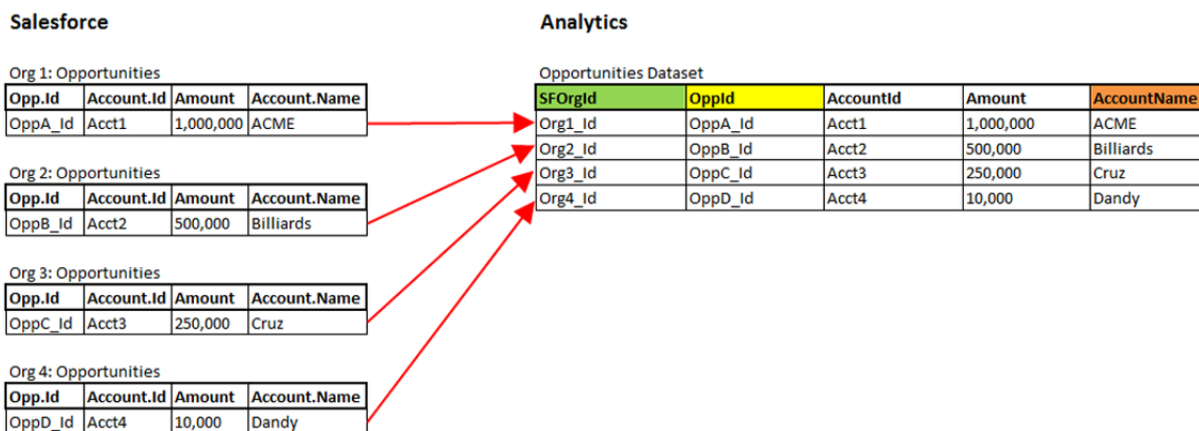 Salesforce
Org 1: Opportunities
Opp.Id Account.Id Amount Account.Name
OppA_Id Acct1 1,000,000 ACME
Org 2: Opportunities
Opp.Id Account.Id Amount Account.Name
OppB_Id Acct2 500,000 Billiards
Org 3: Opportunities
Opp.Id Account.Id Amount Account.Name
OppC_Id Acct3 250,000 Cruz
Org 4: Opportunities
Opp.Id Account.Id Amount Account.Name
OppD_Id Acct4 10,000 Dandy
Analytics
Opportunities Dataset
SFOrgId OppId AccountId Amount AccountName
Org1_Id OppA_Id Acct1 1,000,000 ACME
Org2_Id OppB_Id Acct2 500,000 Billiards
Org3_Id OppC_Id Acct3 250,000 Cruz
Org4_Id OppD_Id Acct4 10,000 Dandy